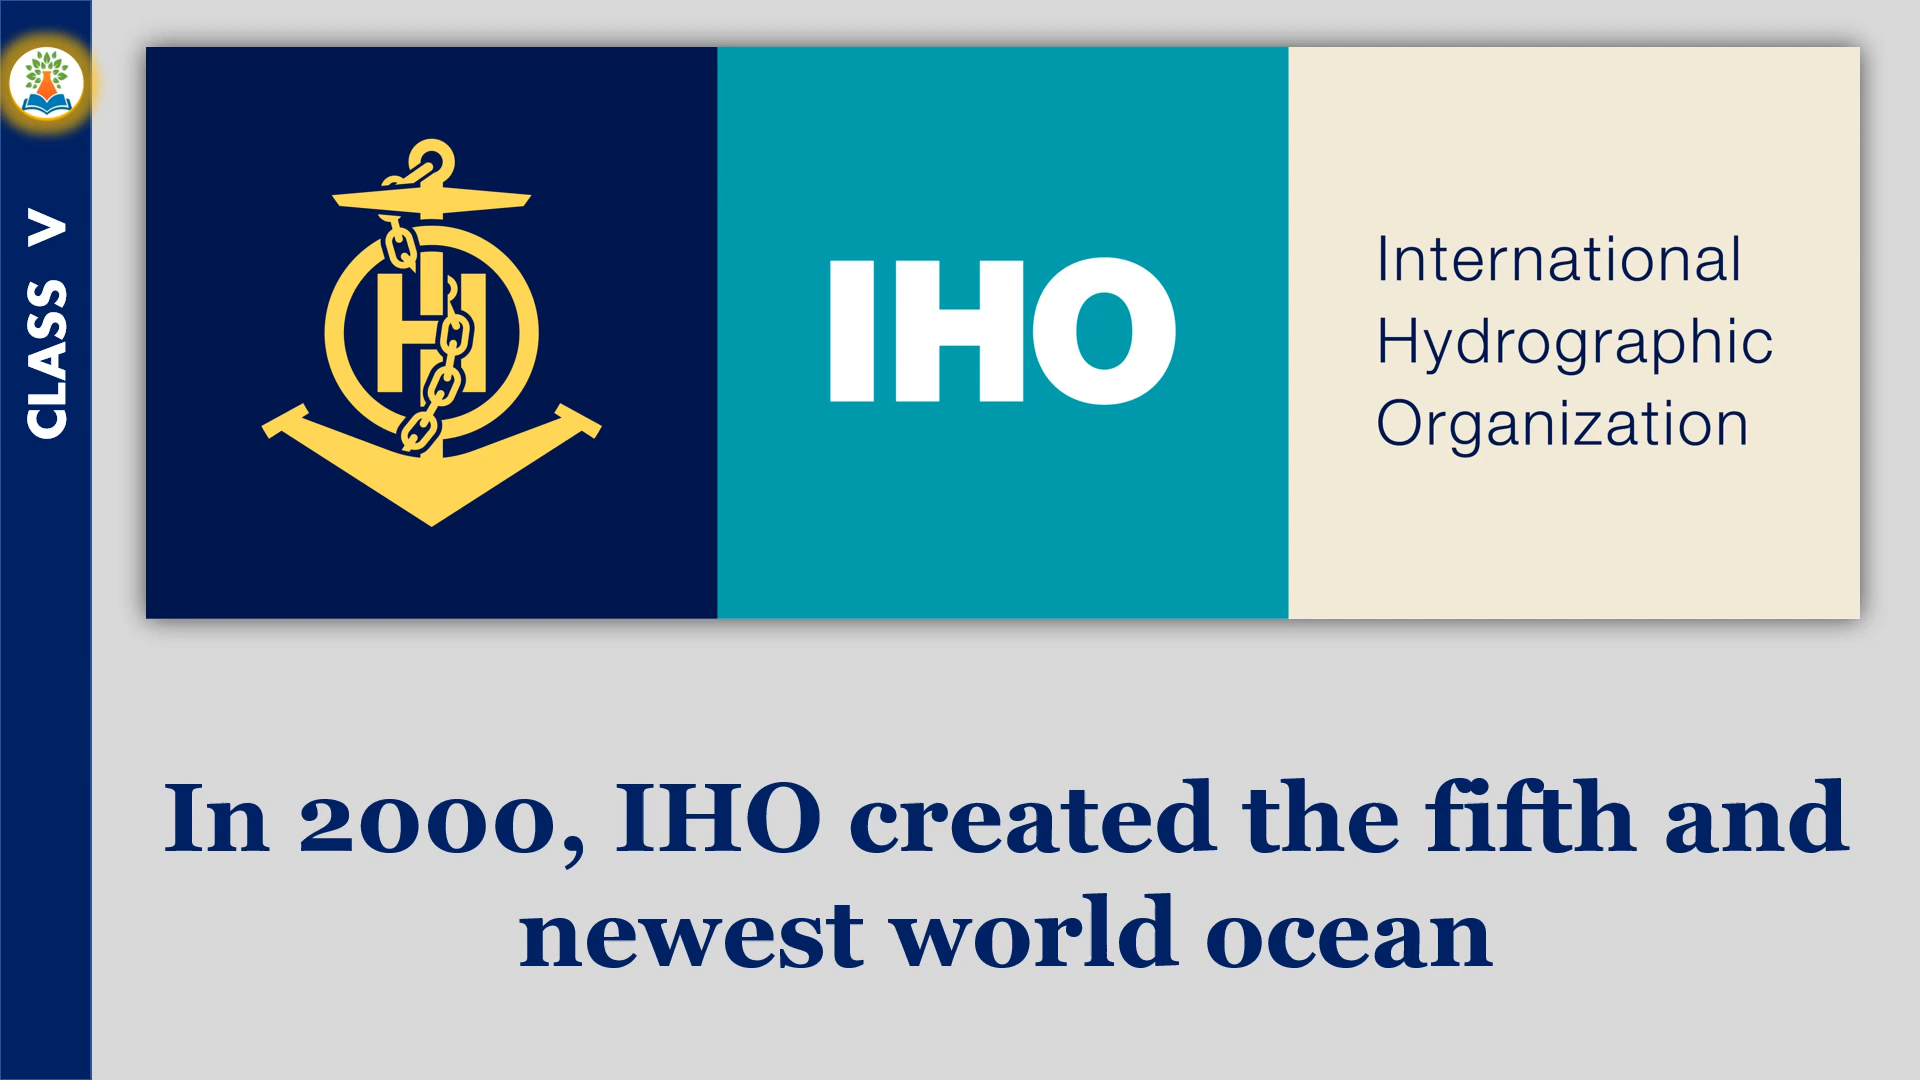 CLASS V
IHO
International
Hydrographic
Organization
In 2000, IHO created the fifth and
newest world ocean